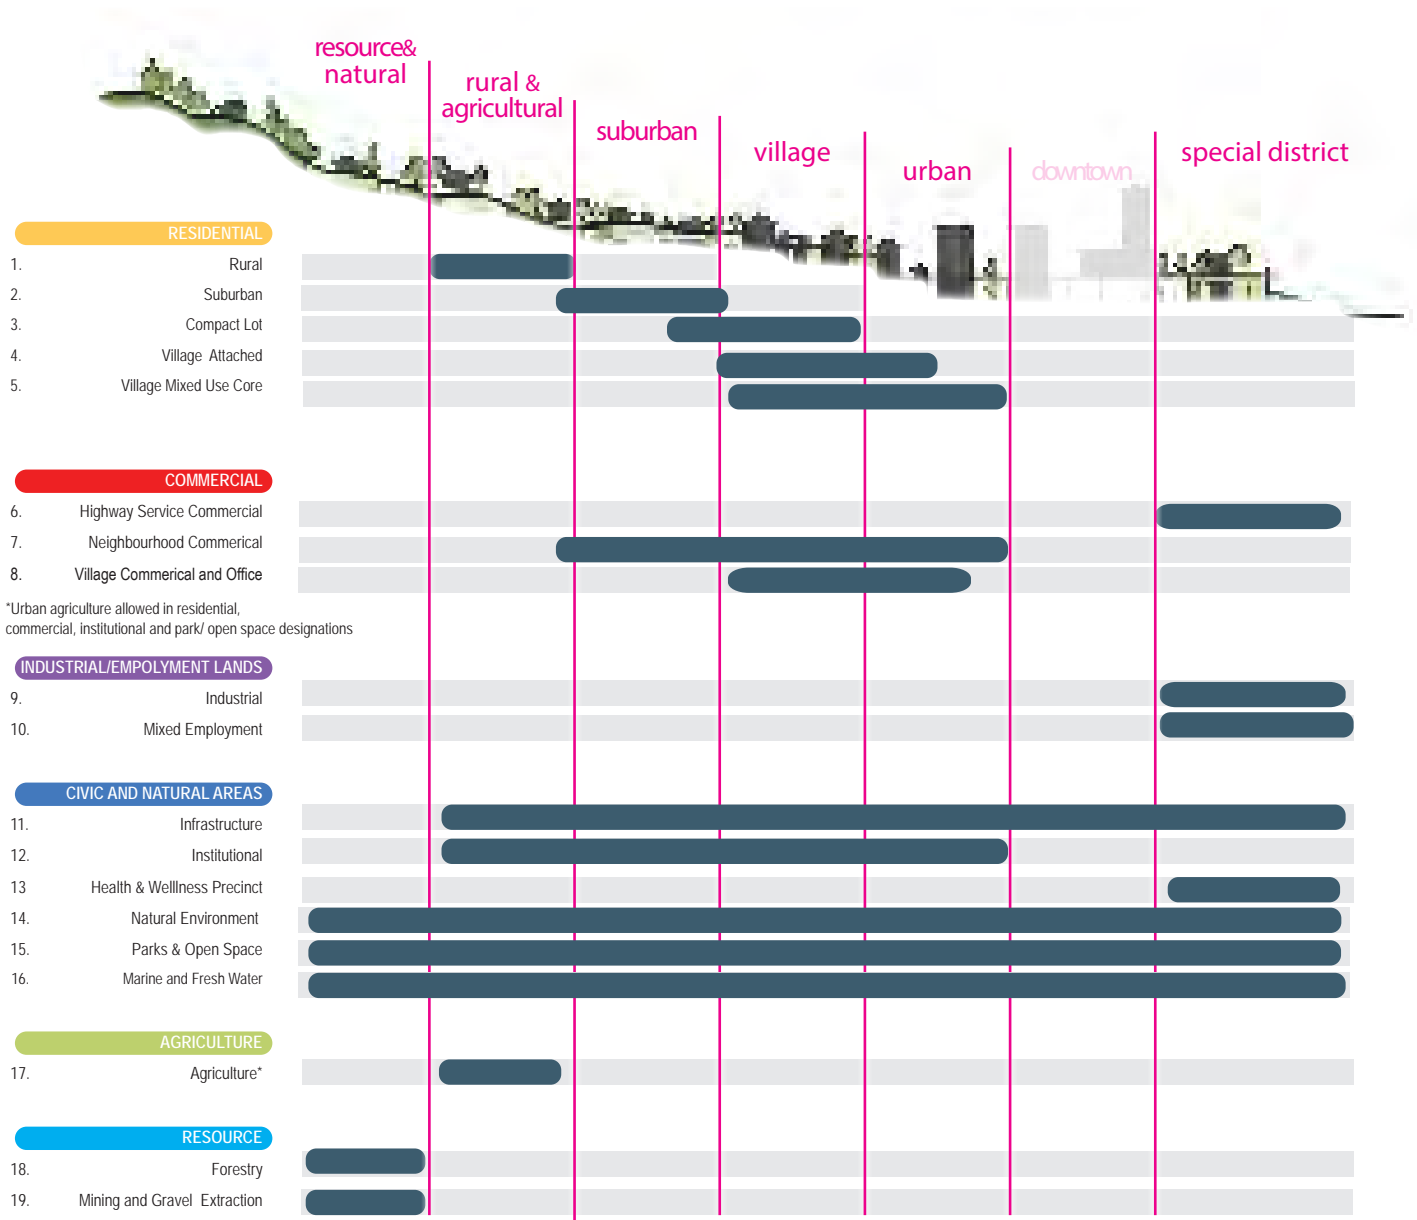 resource&
natural
rural &
agricultural
suburban
village
urban
downtown
special district
RESIDENTIAL
1. Rural
2. Suburban
3. Compact Lot
4. Village Attached
5. Village Mixed Use Core
COMMERCIAL
6. Highway Service Commercial
7. Neighbourhood Commerical
8. Village Commerical and Office
*Urban agriculture allowed in residential,
commercial, institutional and park/ open space designations
INDUSTRIAL/EMPOLYMENT LANDS
9. Industrial
10. Mixed Employment
CIVIC AND NATURAL AREAS
11. Infrastructure
12. Institutional
13 Health & Welllness Precinct
14. Natural Environment
15. Parks & Open Space
16. Marine and Fresh Water
AGRICULTURE
17. Agriculture*
RESOURCE
18. Forestry
19. Mining and Gravel Extraction